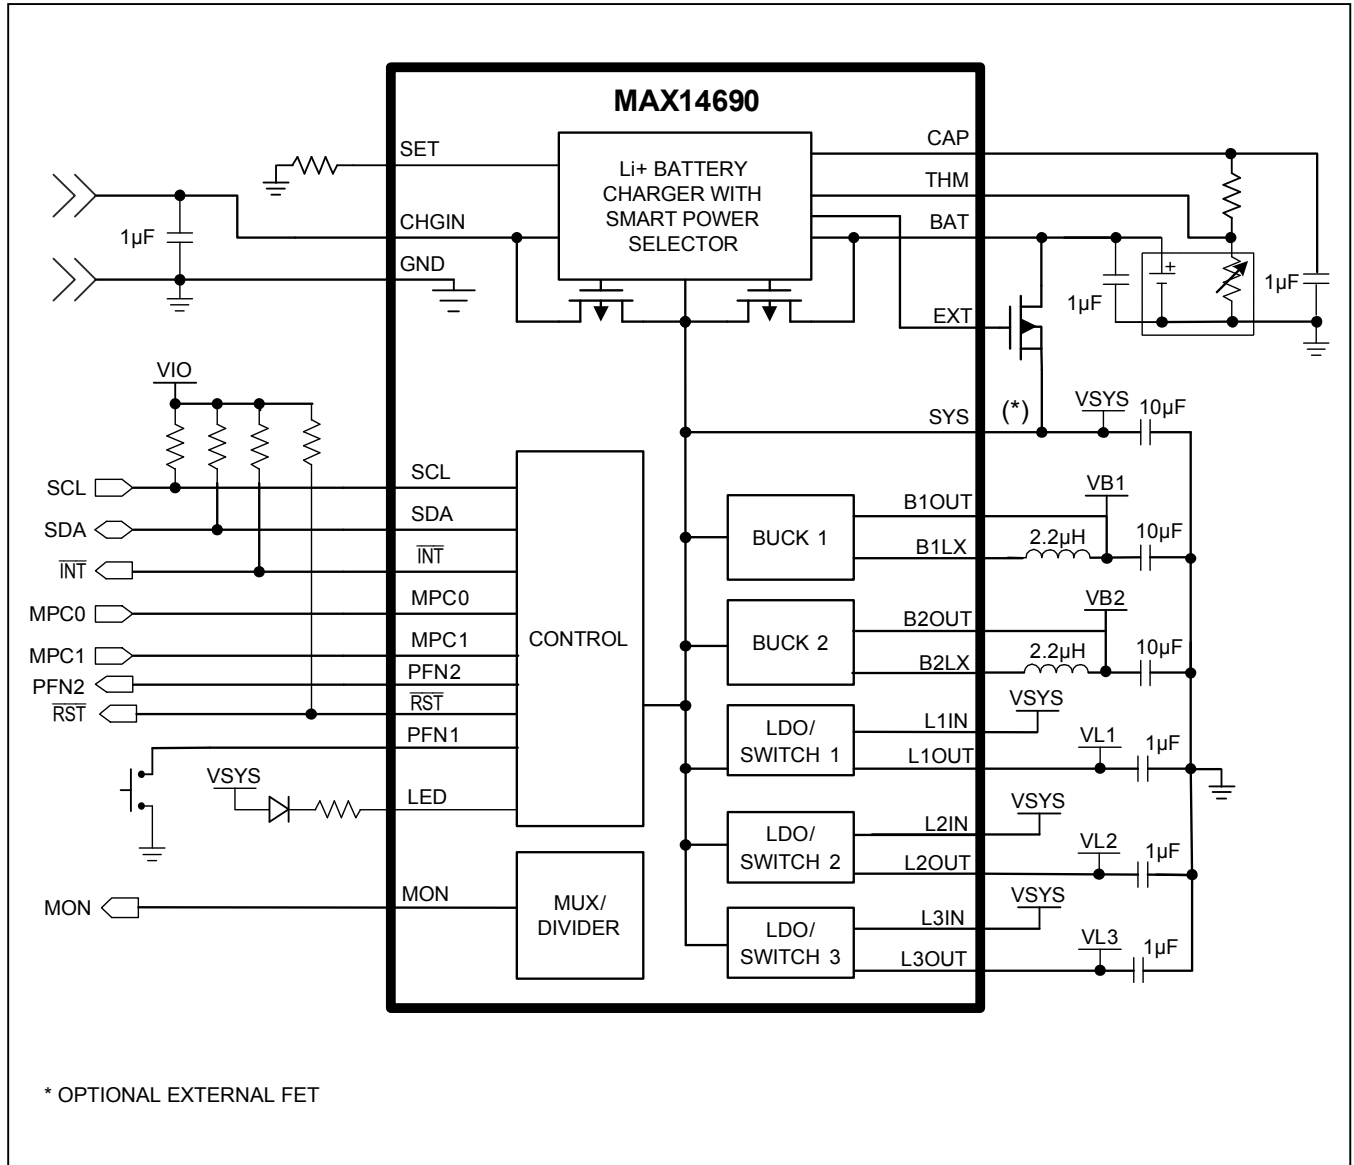 MAX14690
SET
CHGIN
GND
1µF
Li+ BATTERY
CHARGER WITH
SMART POWER
SELECTOR
CAP
THM
BAT
EXT
1µF
+
1µF
VIO
SYS
(*)
VSYS
10µF
SCL
SDA
INT
MPC0
MPC1
PFN2
RST
SCL
SDA
INT
MPC0
MPC1
PFN2
RST
PFN1
VSYS
LED
CONTROL
MON
MON
MUX/
DIVIDER
BUCK 1
B1OUT
B1LX
VB1
2.2µH
10µF
BUCK 2
B2OUT
B2LX
VB2
2.2µH
10µF
LDO/
SWITCH 1
L1IN
L1OUT
VSYS
VL1
1µF
LDO/
SWITCH 2
L2IN
L2OUT
VSYS
VL2
1µF
LDO/
SWITCH 3
L3IN
L3OUT
VSYS
VL3
1µF
* OPTIONAL EXTERNAL FET